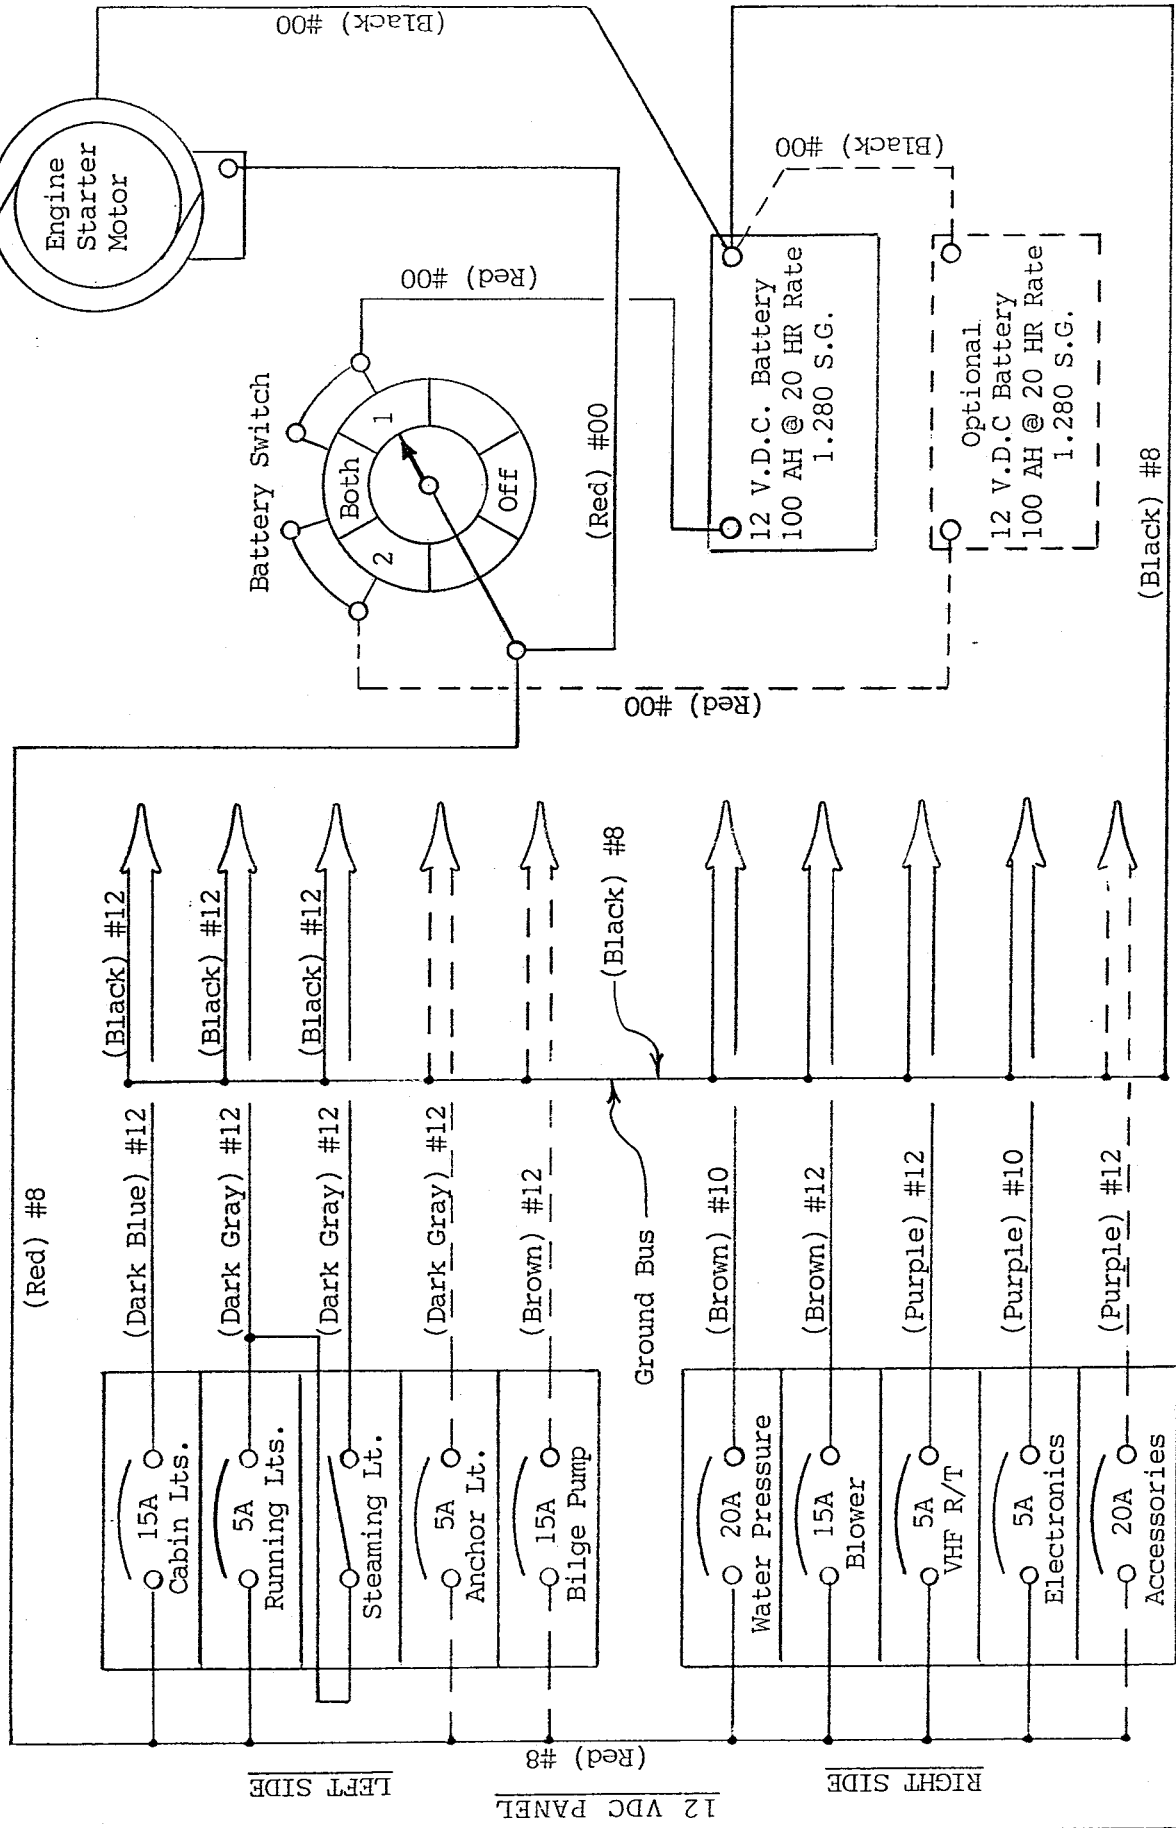 (Black) #00
Engine
Starter
Motor
(Red) #00
Battery Switch
1
Both
2
Off
(Red) #00
(Black) #00
12 V.D.C. Battery
100 AH @ 20 HR Rate
1.280 S.G.
Optional
12 V.D.C Battery
100 AH @ 20 HR Rate
1.280 S.G.
(Red) #00
(Black) #8
(Black) #12
(Black) #12
(Black) #12
(Black) #8
(Red) #8
(Dark Blue) #12
(Dark Gray) #12
(Dark Gray) #12
(Dark Gray) #12
(Brown) #12
Ground Bus
(Brown) #10
(Brown) #12
(Purple) #12
(Purple) #10
(Purple) #12
15A
Cabin Lts.
5A
Running Lts.
Steaming Lt.
5A
Anchor Lt.
15A
Bilge Pump
20A
Water Pressure
15A
Blower
5A
VHF R/T
5A
Electronics
20A
Accessories
(Red) #8
LEFT SIDE
12 VDC PANEL
RIGHT SIDE